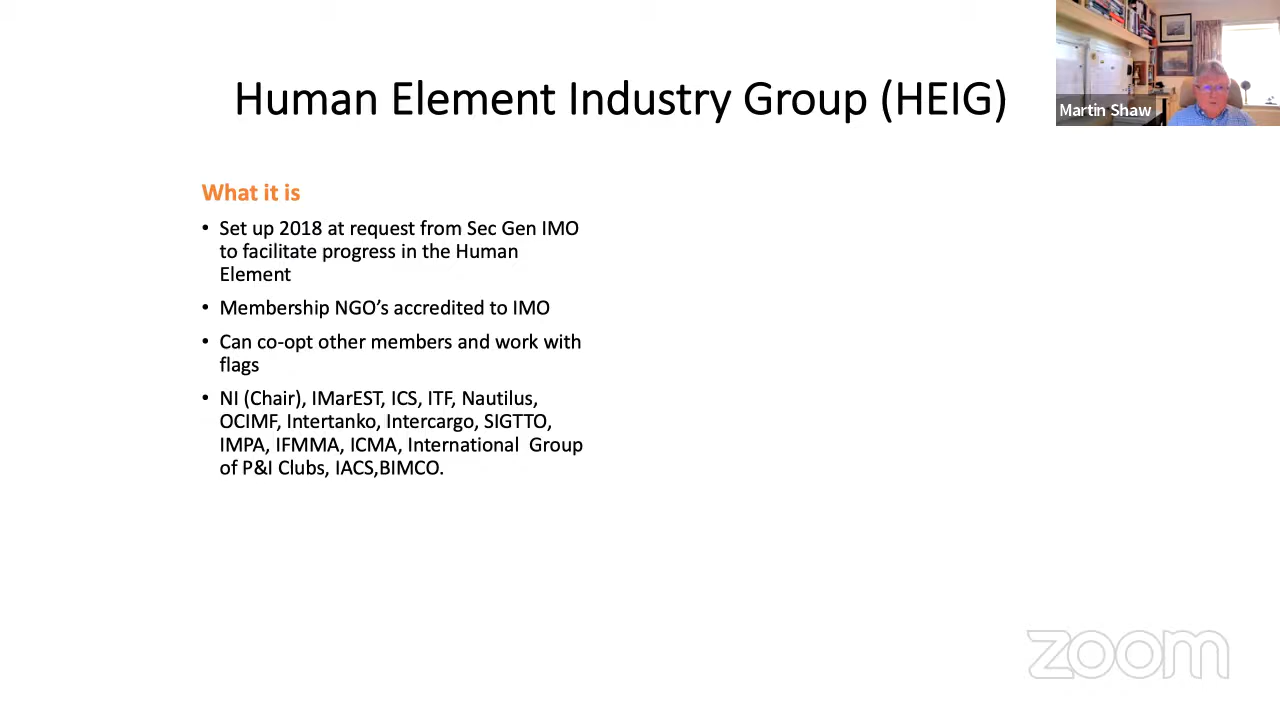 Human Element Industry Group (HEIG)
Martin Shaw
What it is
• Set up 2018 at request from Sec Gen IMO
to facilitate progress in the Human
Element
• Membership NGO’s accredited to IMO
• Can co-opt other members and work with
flags
• NI (Chair), IMarEST, ICS, ITF, Nautilus,
OCIMF, Intertanko, Intercargo, SIGTTO,
IMPA, IFMMA, ICMA, International  Group
of P&I Clubs, IACS,BIMCO.
zoom